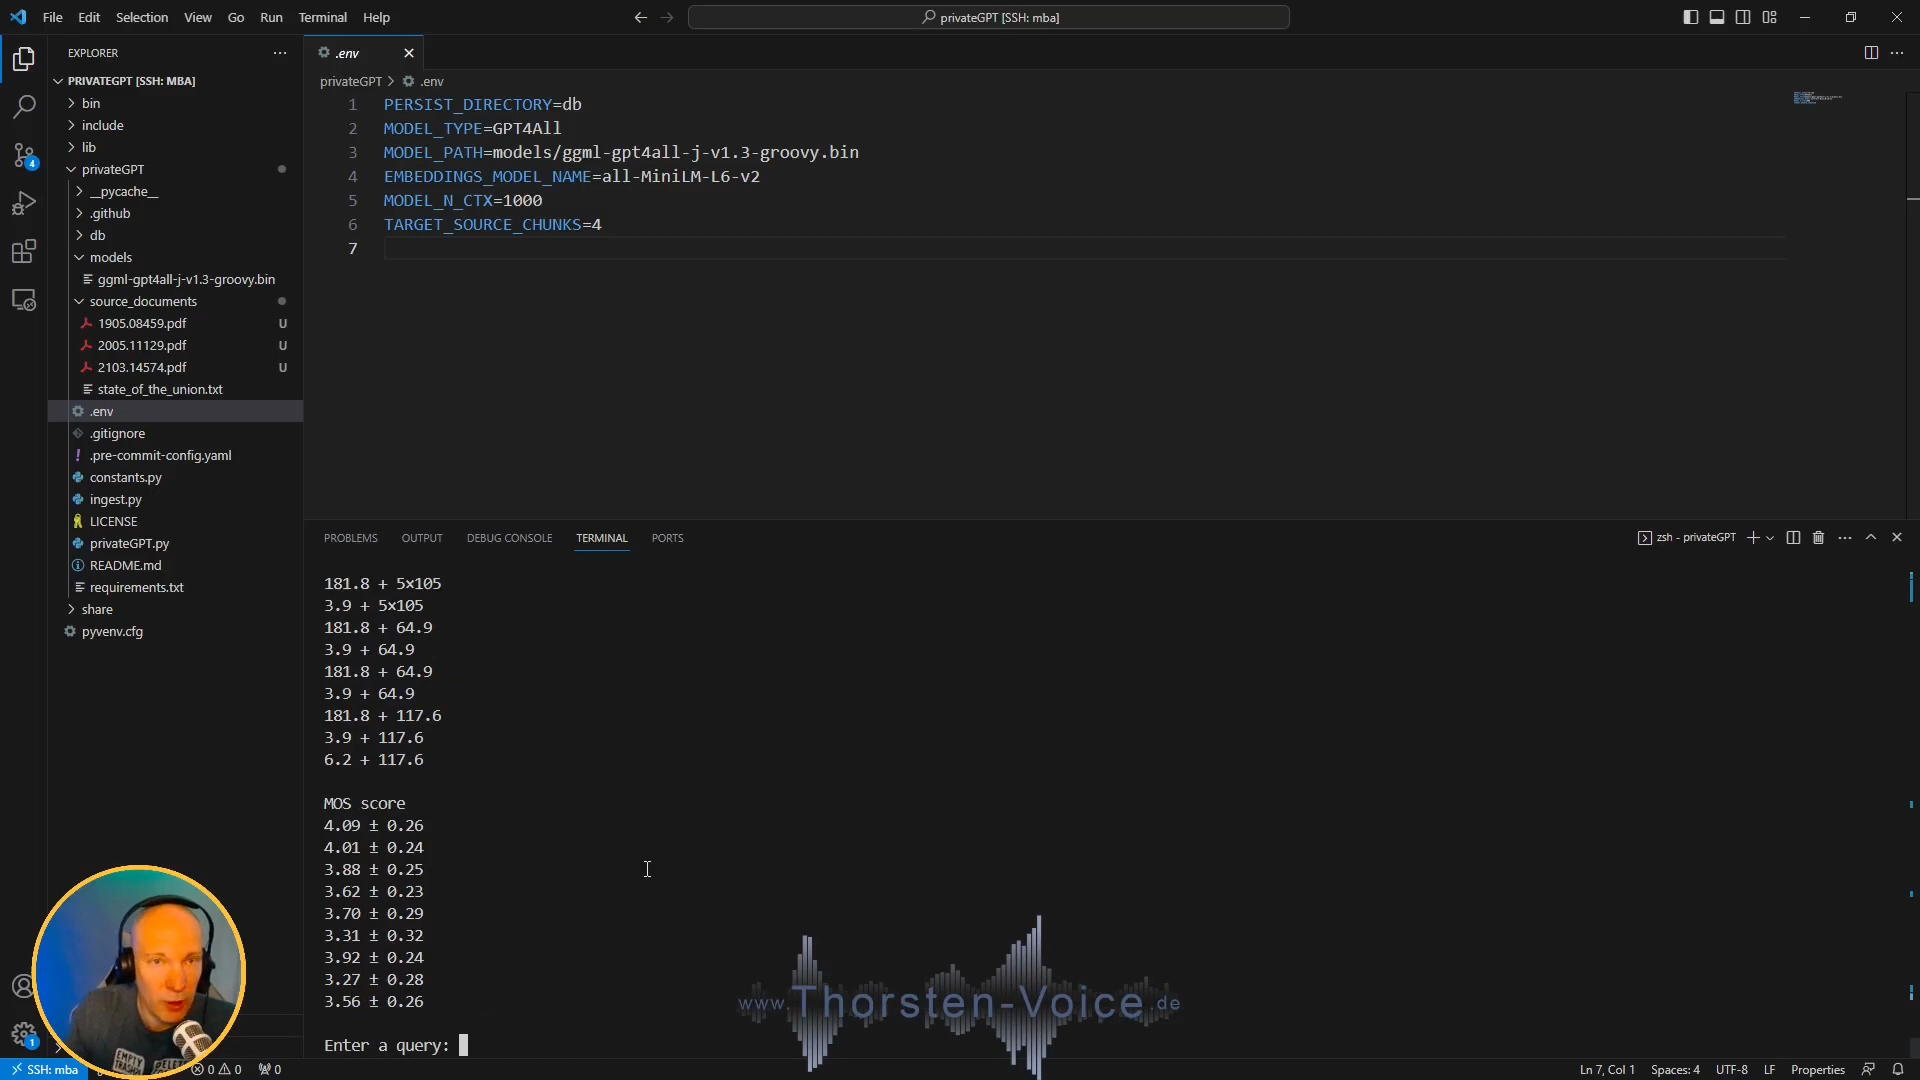 File Edit Selection View Go Run Terminal Help
privateGPT [SSH: mba]
EXPLORER
PRIVATEGPT [SSH: MBA]
bin
include
lib
privateGPT
__pycache__
.github
db
models
ggml-gpt4all-j-v1.3-groovy.bin
source_documents
1905.08459.pdf U
2005.11129.pdf U
2103.14574.pdf U
state_of_the_union.txt
.env
.gitignore
.pre-commit-config.yaml
constants.py
ingest.py
LICENSE
privateGPT.py
README.md
requirements.txt
share
pyvenv.cfg
4
1
.env
privateGPT > .env
1 PERSIST_DIRECTORY=db
2 MODEL_TYPE=GPT4All
3 MODEL_PATH=models/ggml-gpt4all-j-v1.3-groovy.bin
4 EMBEDDINGS_MODEL_NAME=all-MiniLM-L6-v2
5 MODEL_N_CTX=1000
6 TARGET_SOURCE_CHUNKS=4
7
PROBLEMS OUTPUT DEBUG CONSOLE TERMINAL PORTS
zsh - privateGPT
181.8 + 5×105
3.9 + 5×105
181.8 + 64.9
3.9 + 64.9
181.8 + 64.9
3.9 + 64.9
181.8 + 117.6
3.9 + 117.6
6.2 + 117.6
MOS score
4.09 ± 0.26
4.01 ± 0.24
3.88 ± 0.25
3.62 ± 0.23
3.70 ± 0.29
3.31 ± 0.32
3.92 ± 0.24
3.27 ± 0.28
3.56 ± 0.26
Enter a query:
www.Thorsten-Voice.de
SSH: mba 0 0 0
Ln 7, Col 1 Spaces: 4 UTF-8 LF Properties